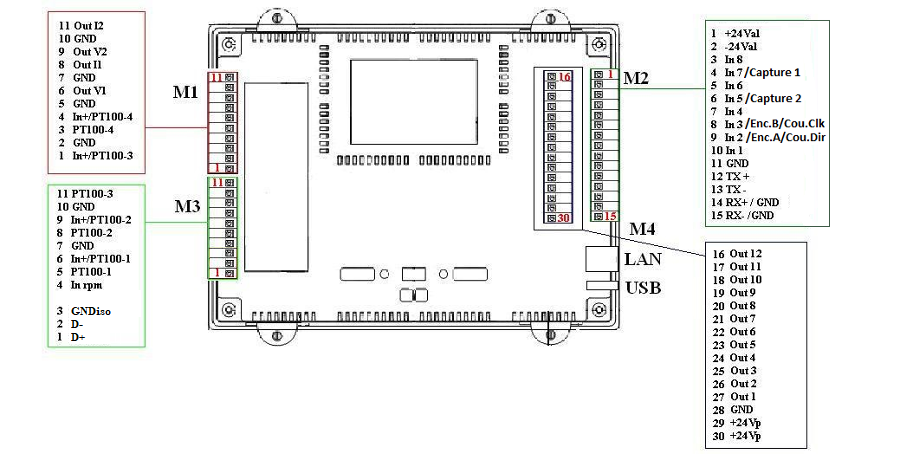 11 Out I2
10 GND
9 Out V2
8 Out I1
7 GND
6 Out V1
5 GND
4 In+/PT100-4
3 PT100-4
2 GND
1 In+/PT100-3
M1
11
1
11 PT100-3
10 GND
9 In+/PT100-2
8 PT100-2
7 GND
6 In+/PT100-1
5 PT100-1
4 In rpm
3 GNDiso
2 D-
1 D+
M3
11
1
16
30
1
15
M2
M4
LAN
USB
1 +24Val
2 -24Val
3 In 8
4 In 7 /Capture 1
5 In 6
6 In 5 /Capture 2
7 In 4
8 In 3 /Enc.B/Cou.Clk
9 In 2 /Enc.A/Cou.Dir
10 In 1
11 GND
12 TX +
13 TX -
14 RX+ / GND
15 RX- /GND
16 Out 12
17 Out 11
18 Out 10
19 Out 9
20 Out 8
21 Out 7
22 Out 6
23 Out 5
24 Out 4
25 Out 3
26 Out 2
27 Out 1
28 GND
29 +24Vp
30 +24Vp